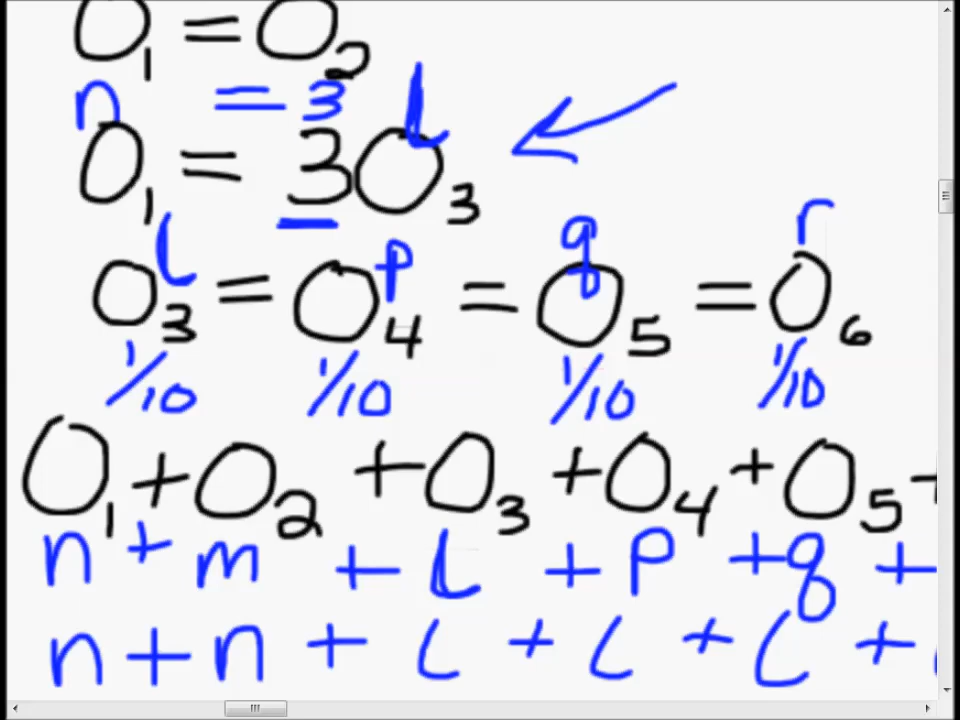 O₁ = O₂
n = 3 L
O₁ = 3O₃
L p q r
O₃ = O₄ = O₅ = O₆
1/10 1/10 1/10 1/10
O₁ + O₂ + O₃ + O₄ + O₅ +
n + m + L + p + q +
n + n + L + L + L +